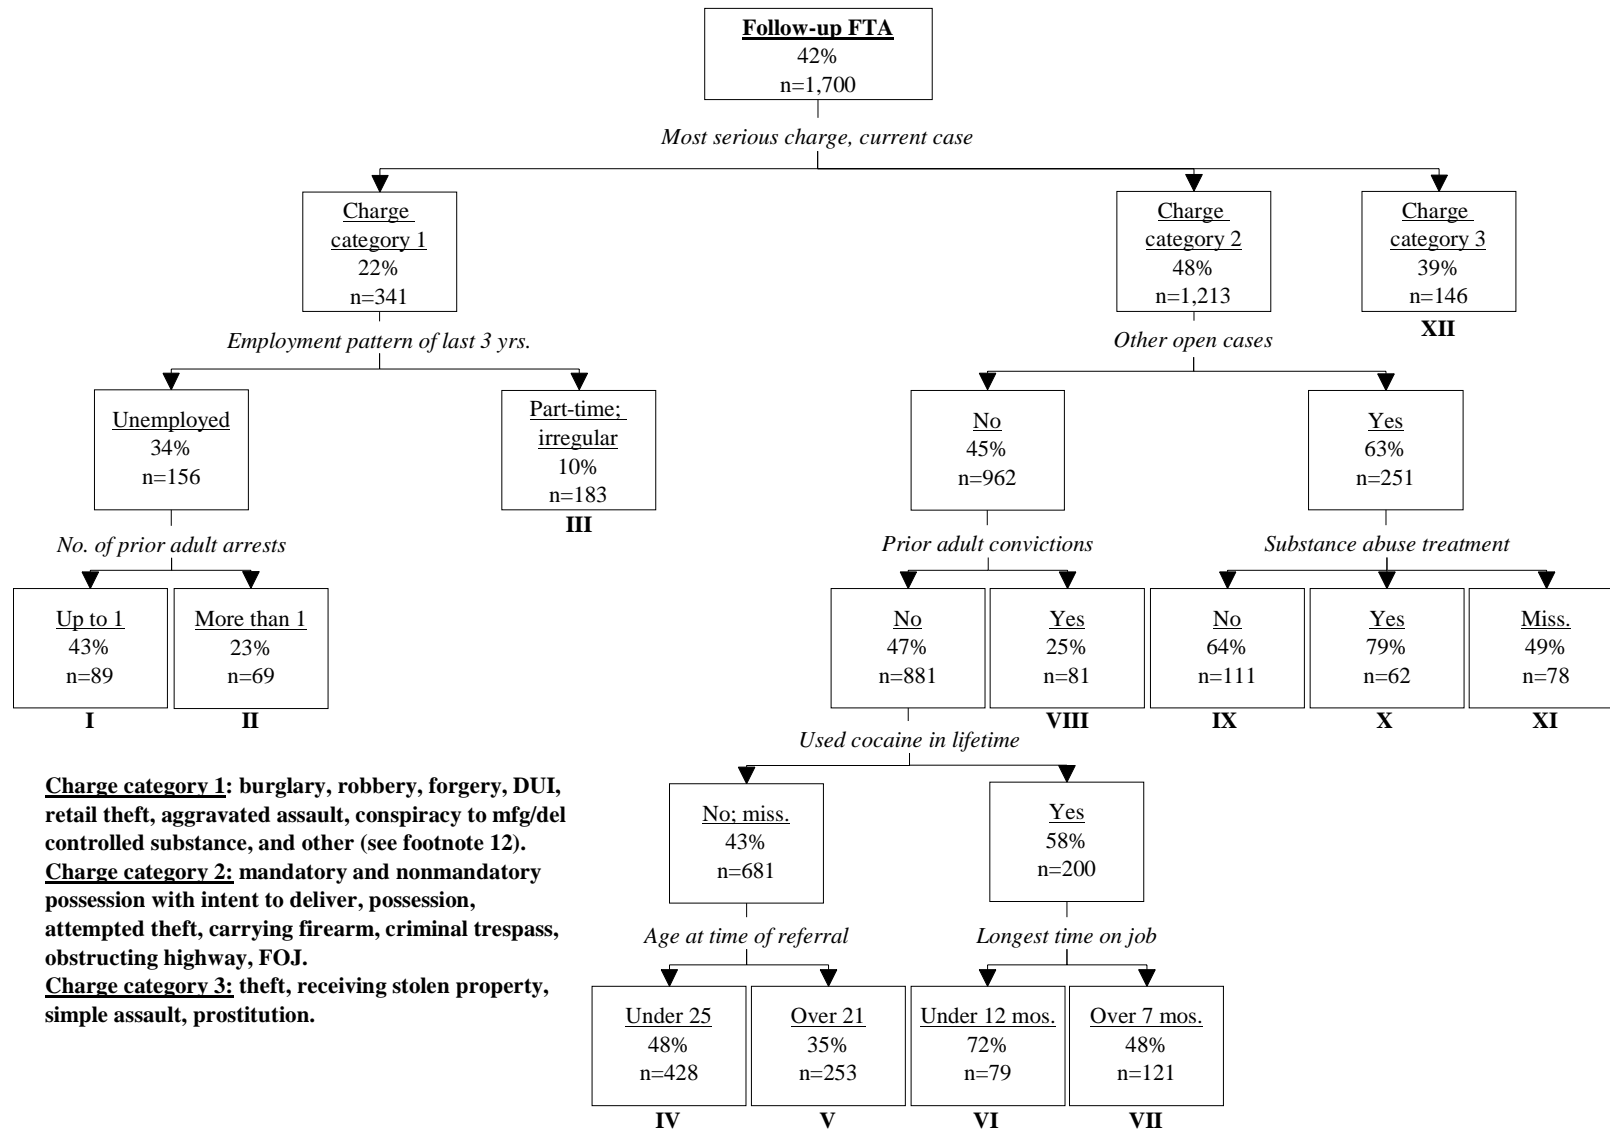 Follow-up FTA
42%
n=1,700
Most serious charge, current case
Charge
category 1
22%
n=341
Charge
category 2
48%
n=1,213
Charge
category 3
39%
n=146
XII
Employment pattern of last 3 yrs.
Other open cases
Unemployed
34%
n=156
Part-time;
irregular
10%
n=183
III
No
45%
n=962
Yes
63%
n=251
No. of prior adult arrests
Prior adult convictions
Substance abuse treatment
Up to 1
43%
n=89
I
More than 1
23%
n=69
II
No
47%
n=881
Yes
25%
n=81
VIII
No
64%
n=111
IX
Yes
79%
n=62
X
Miss.
49%
n=78
XI
Used cocaine in lifetime
No; miss.
43%
n=681
Yes
58%
n=200
Age at time of referral
Longest time on job
Under 25
48%
n=428
IV
Over 21
35%
n=253
V
Under 12 mos.
72%
n=79
VI
Over 7 mos.
48%
n=121
VII
Charge category 1: burglary, robbery, forgery, DUI,
retail theft, aggravated assault, conspiracy to mfg/del
controlled substance, and other (see footnote 12).
Charge category 2: mandatory and nonmandatory
possession with intent to deliver, possession,
attempted theft, carrying firearm, criminal trespass,
obstructing highway, FOJ.
Charge category 3: theft, receiving stolen property,
simple assault, prostitution.